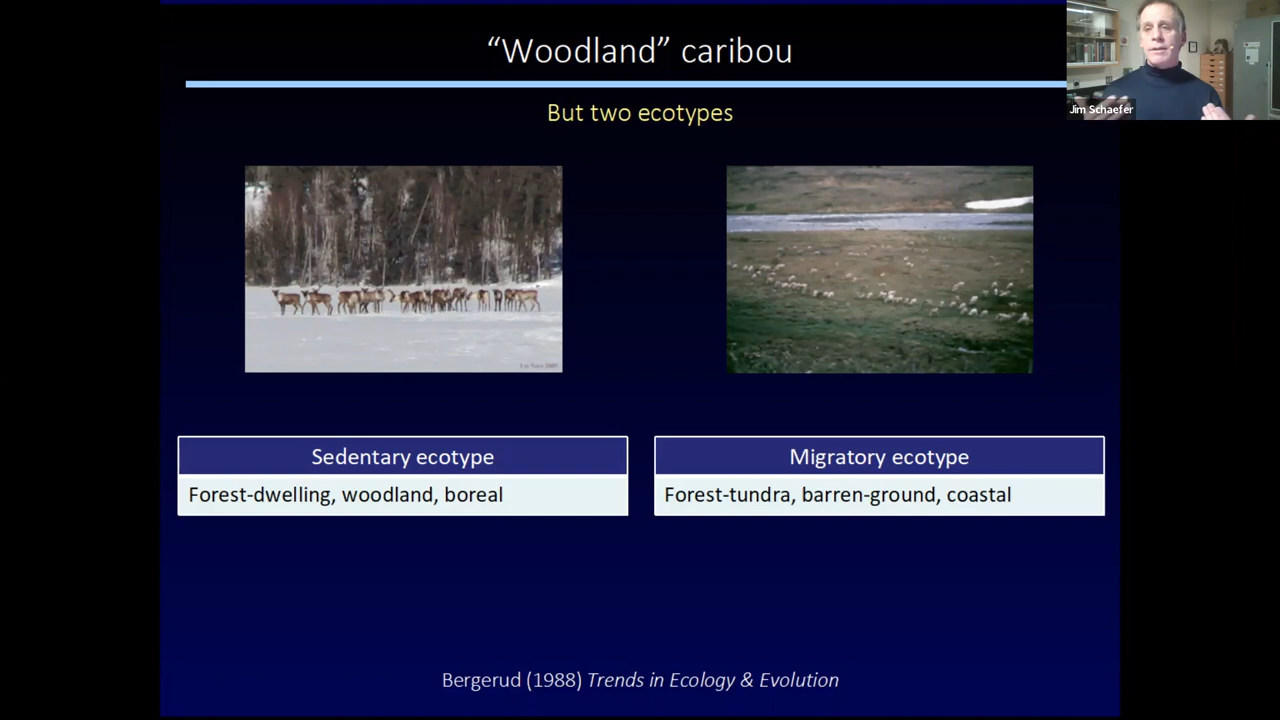 “Woodland” caribou
Jim Schaefer
But two ecotypes
Sedentary ecotype
Forest-dwelling, woodland, boreal
Migratory ecotype
Forest-tundra, barren-ground, coastal
Bergerud (1988) Trends in Ecology & Evolution